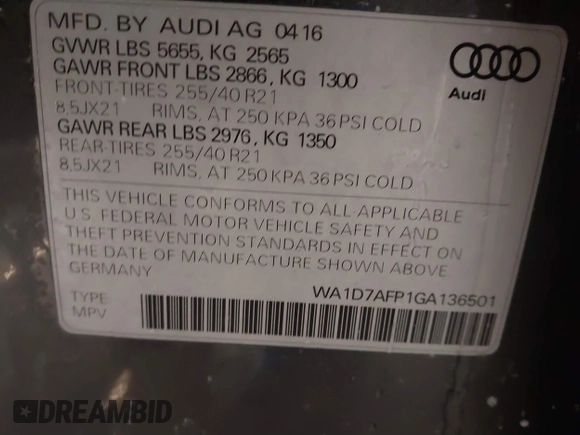 MFD. BY AUDI AG 04 16
GVWR LBS 5655, KG 2565
GAWR FRONT LBS 2866, KG 1300
FRONT-TIRES 255/40 R21
8,5JX21 RIMS, AT 250 KPA 36PSI COLD
GAWR REAR LBS 2976, KG 1350
REAR-TIRES 255/40 R21
8,5JX21 RIMS, AT 250 KPA 36PSI COLD
THIS VEHICLE CONFORMS TO ALL APPLICABLE
U.S. FEDERAL MOTOR VEHICLE SAFETY AND
THEFT PREVENTION STANDARDS IN EFFECT ON
THE DATE OF MANUFACTURE SHOWN ABOVE.
GERMANY
WA1D7AFP1GA136501
TYPE
MPV
Audi
DREAMBID